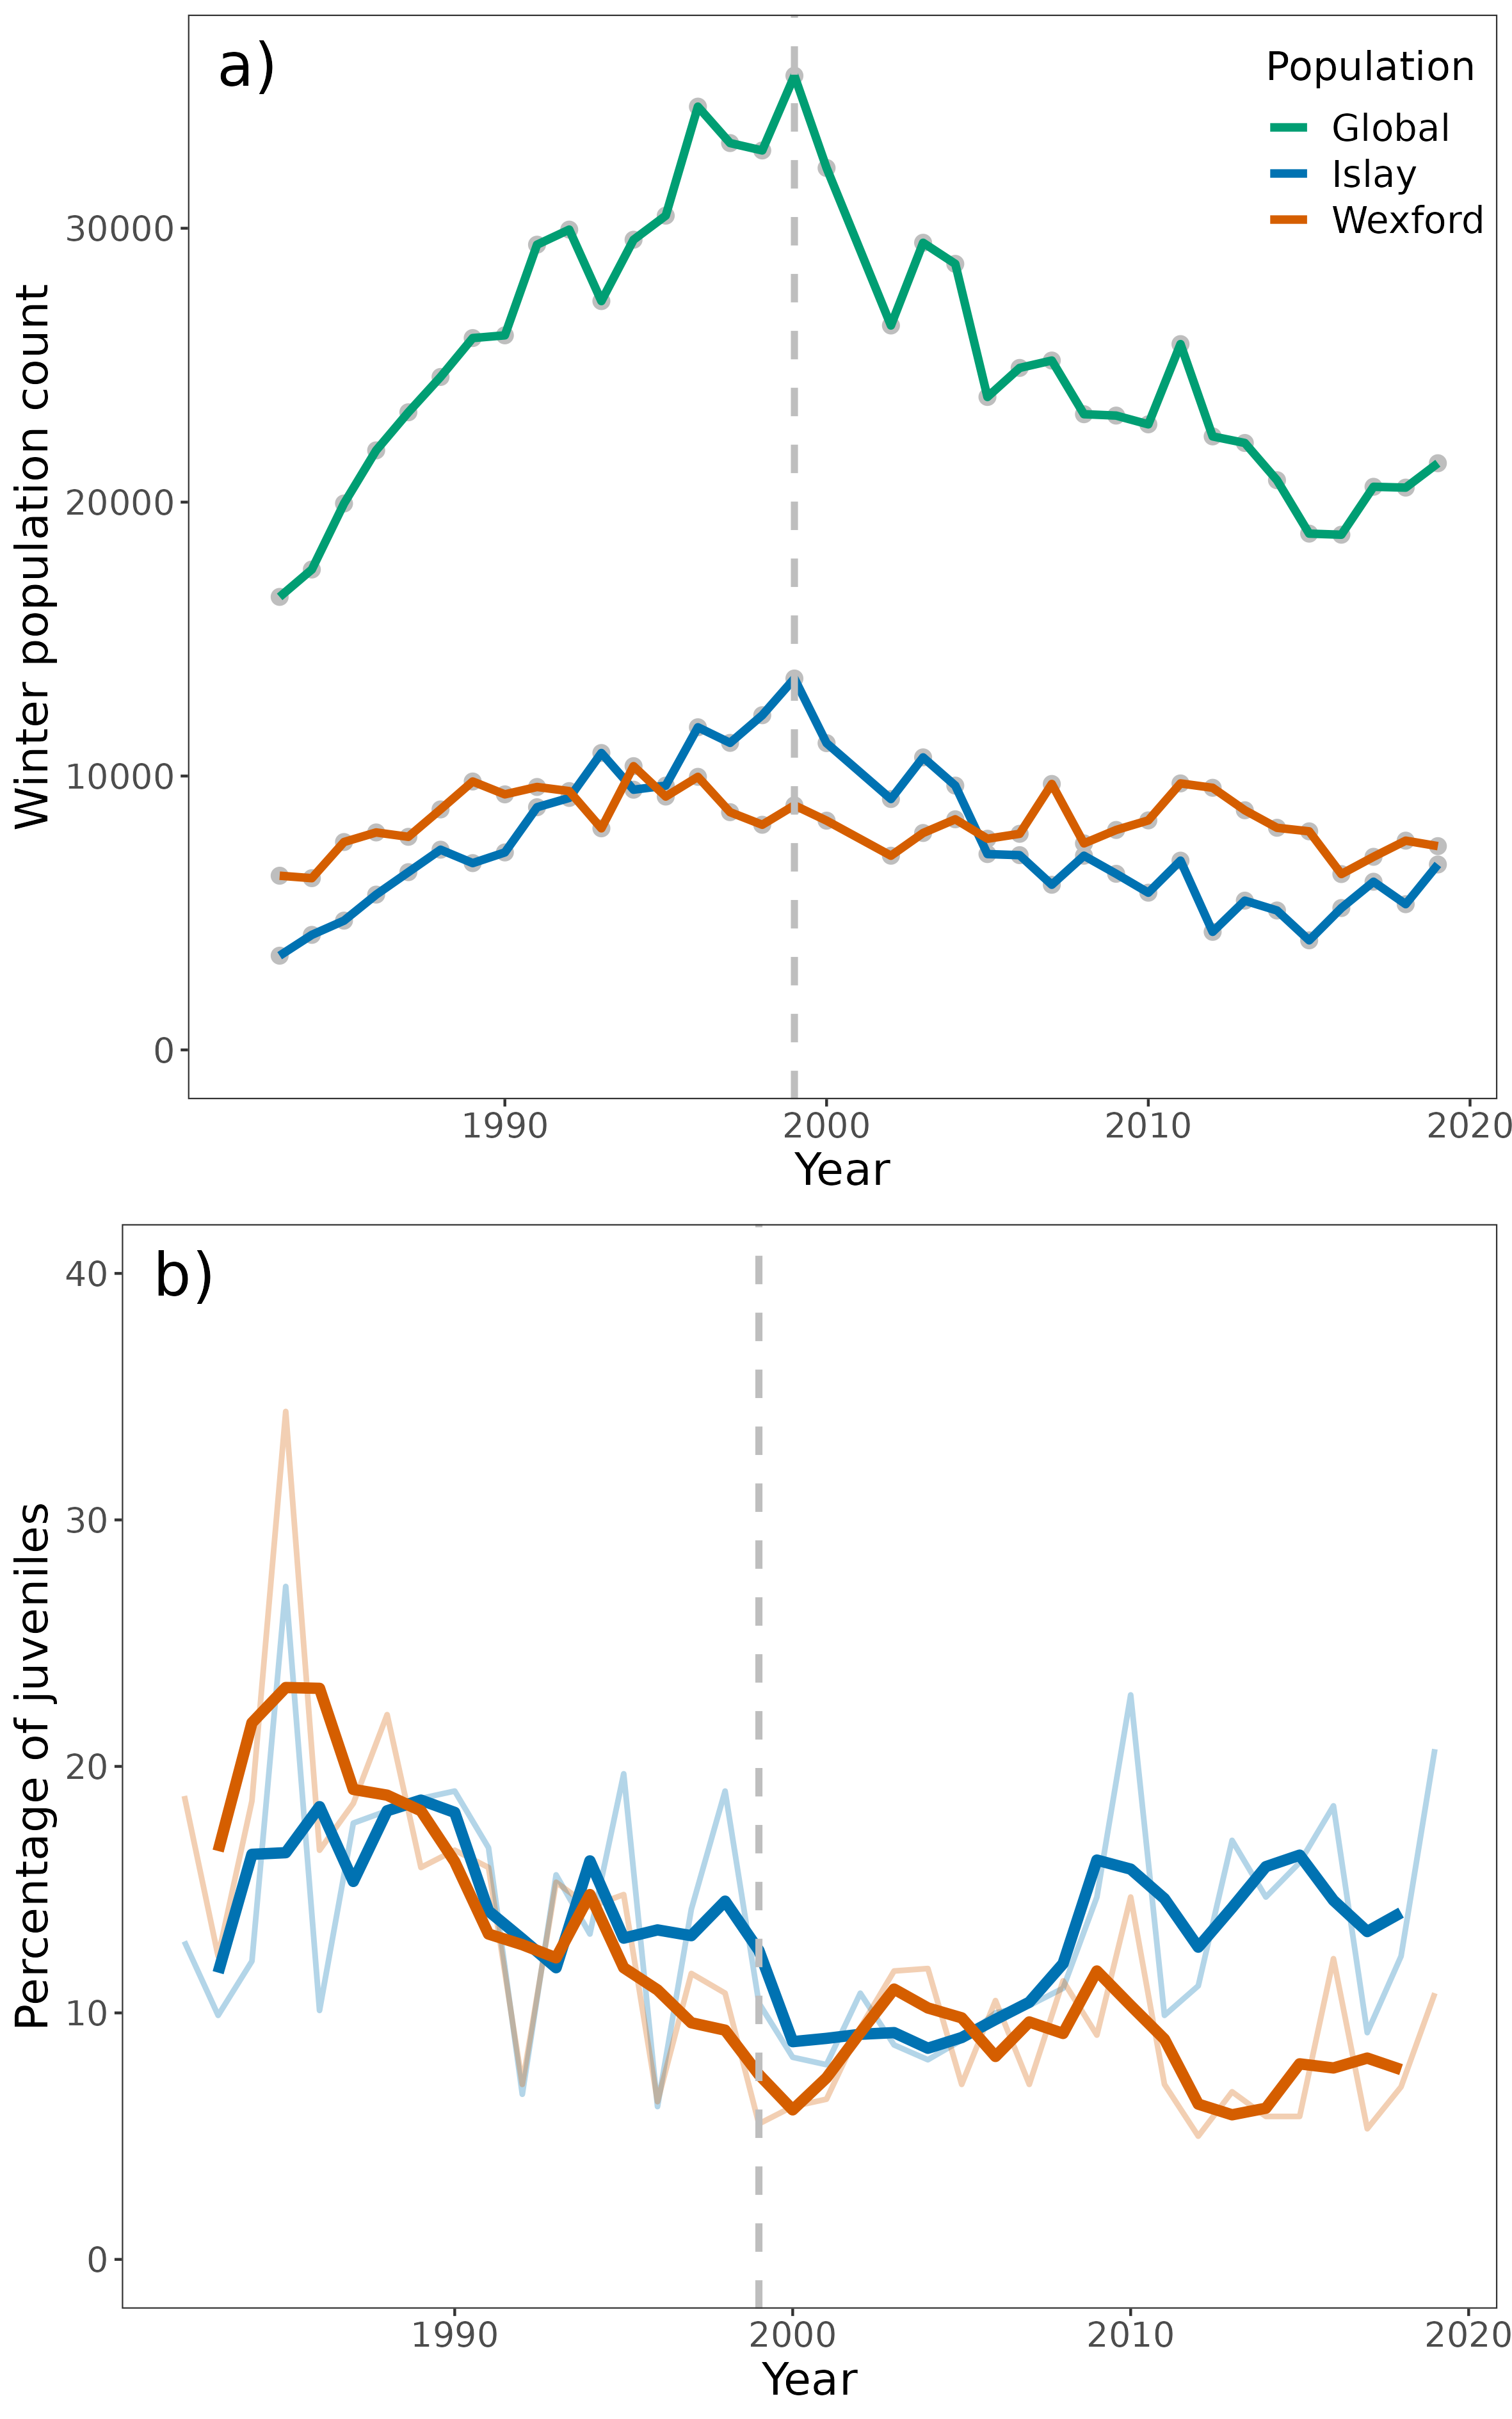 a)
Population
Global
Islay
Wexford
Winter population count
30000
20000
10000
0
1990 2000 2010 2020
Year
b)
Percentage of juveniles
40
30
20
10
0
1990 2000 2010 2020
Year